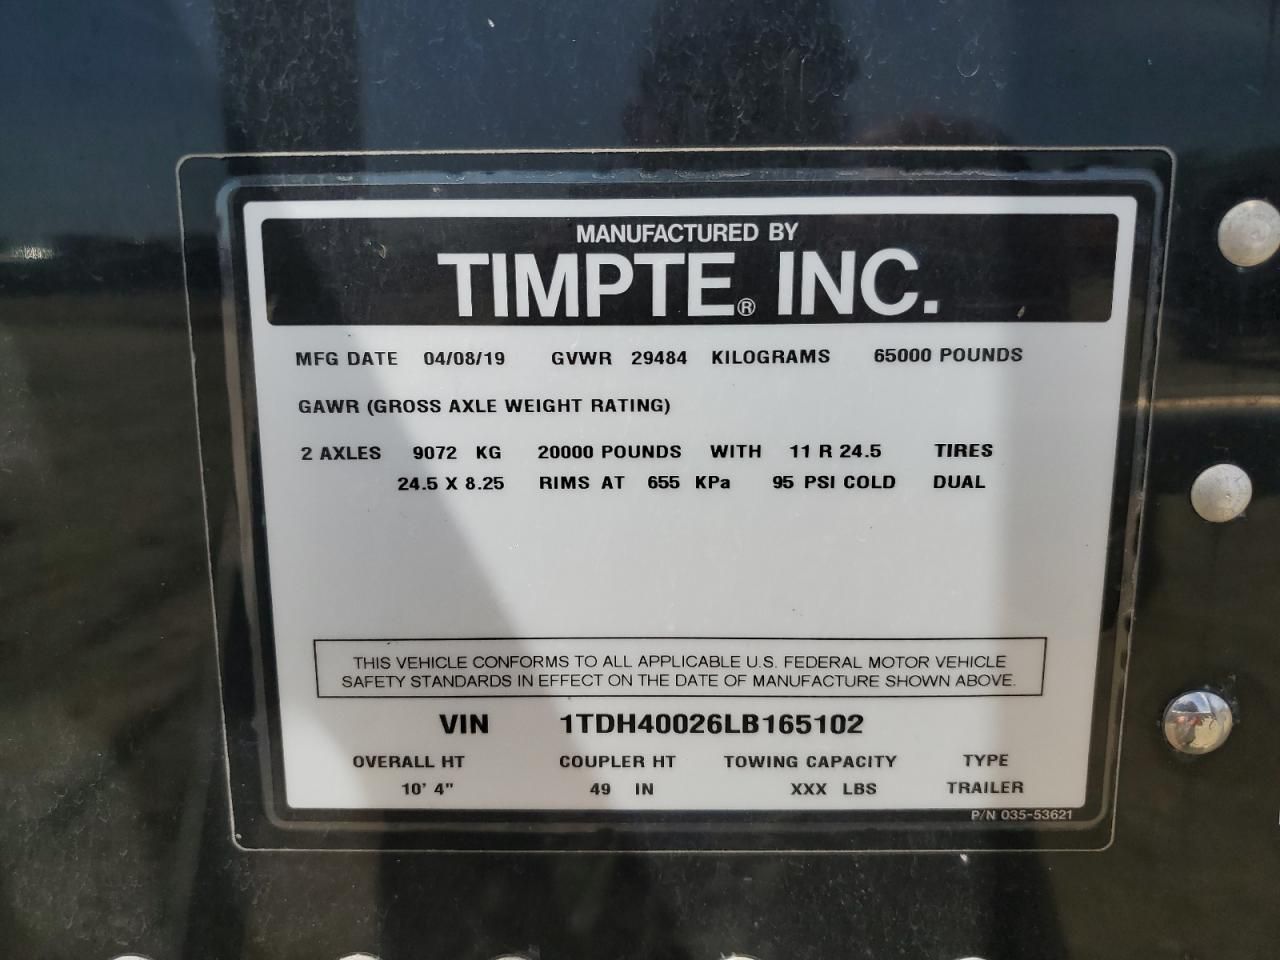 MANUFACTURED BY
TIMPTE® INC.
MFG DATE 04/08/19 GVWR 29484 KILOGRAMS 65000 POUNDS
GAWR (GROSS AXLE WEIGHT RATING)
2 AXLES 9072 KG 20000 POUNDS WITH 11 R 24.5 TIRES
24.5 X 8.25 RIMS AT 655 KPa 95 PSI COLD DUAL
THIS VEHICLE CONFORMS TO ALL APPLICABLE U.S. FEDERAL MOTOR VEHICLE
SAFETY STANDARDS IN EFFECT ON THE DATE OF MANUFACTURE SHOWN ABOVE.
VIN 1TDH40026LB165102
OVERALL HT COUPLER HT TOWING CAPACITY TYPE
10' 4" 49 IN XXX LBS TRAILER
P/N 035-53621